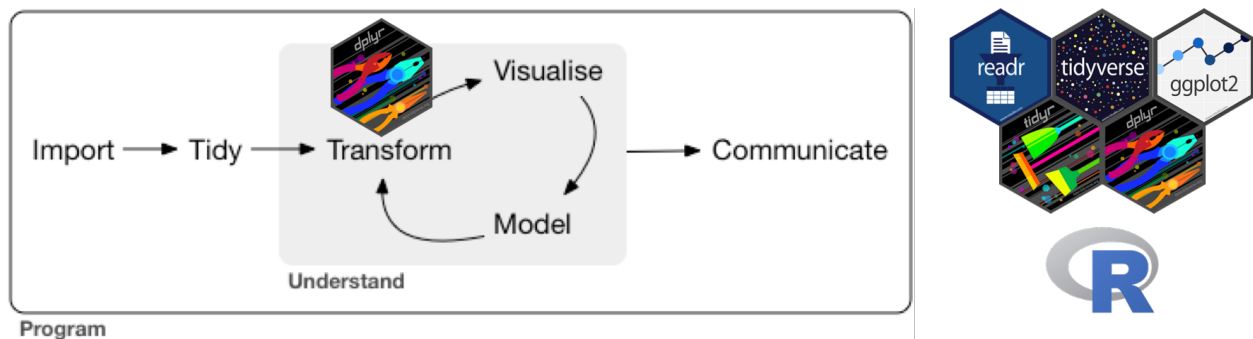 dplyr
Visualise
Import
Tidy
Transform
Communicate
Model
Understand
Program
readr
tidyverse
ggplot2
tidyr
dplyr
R